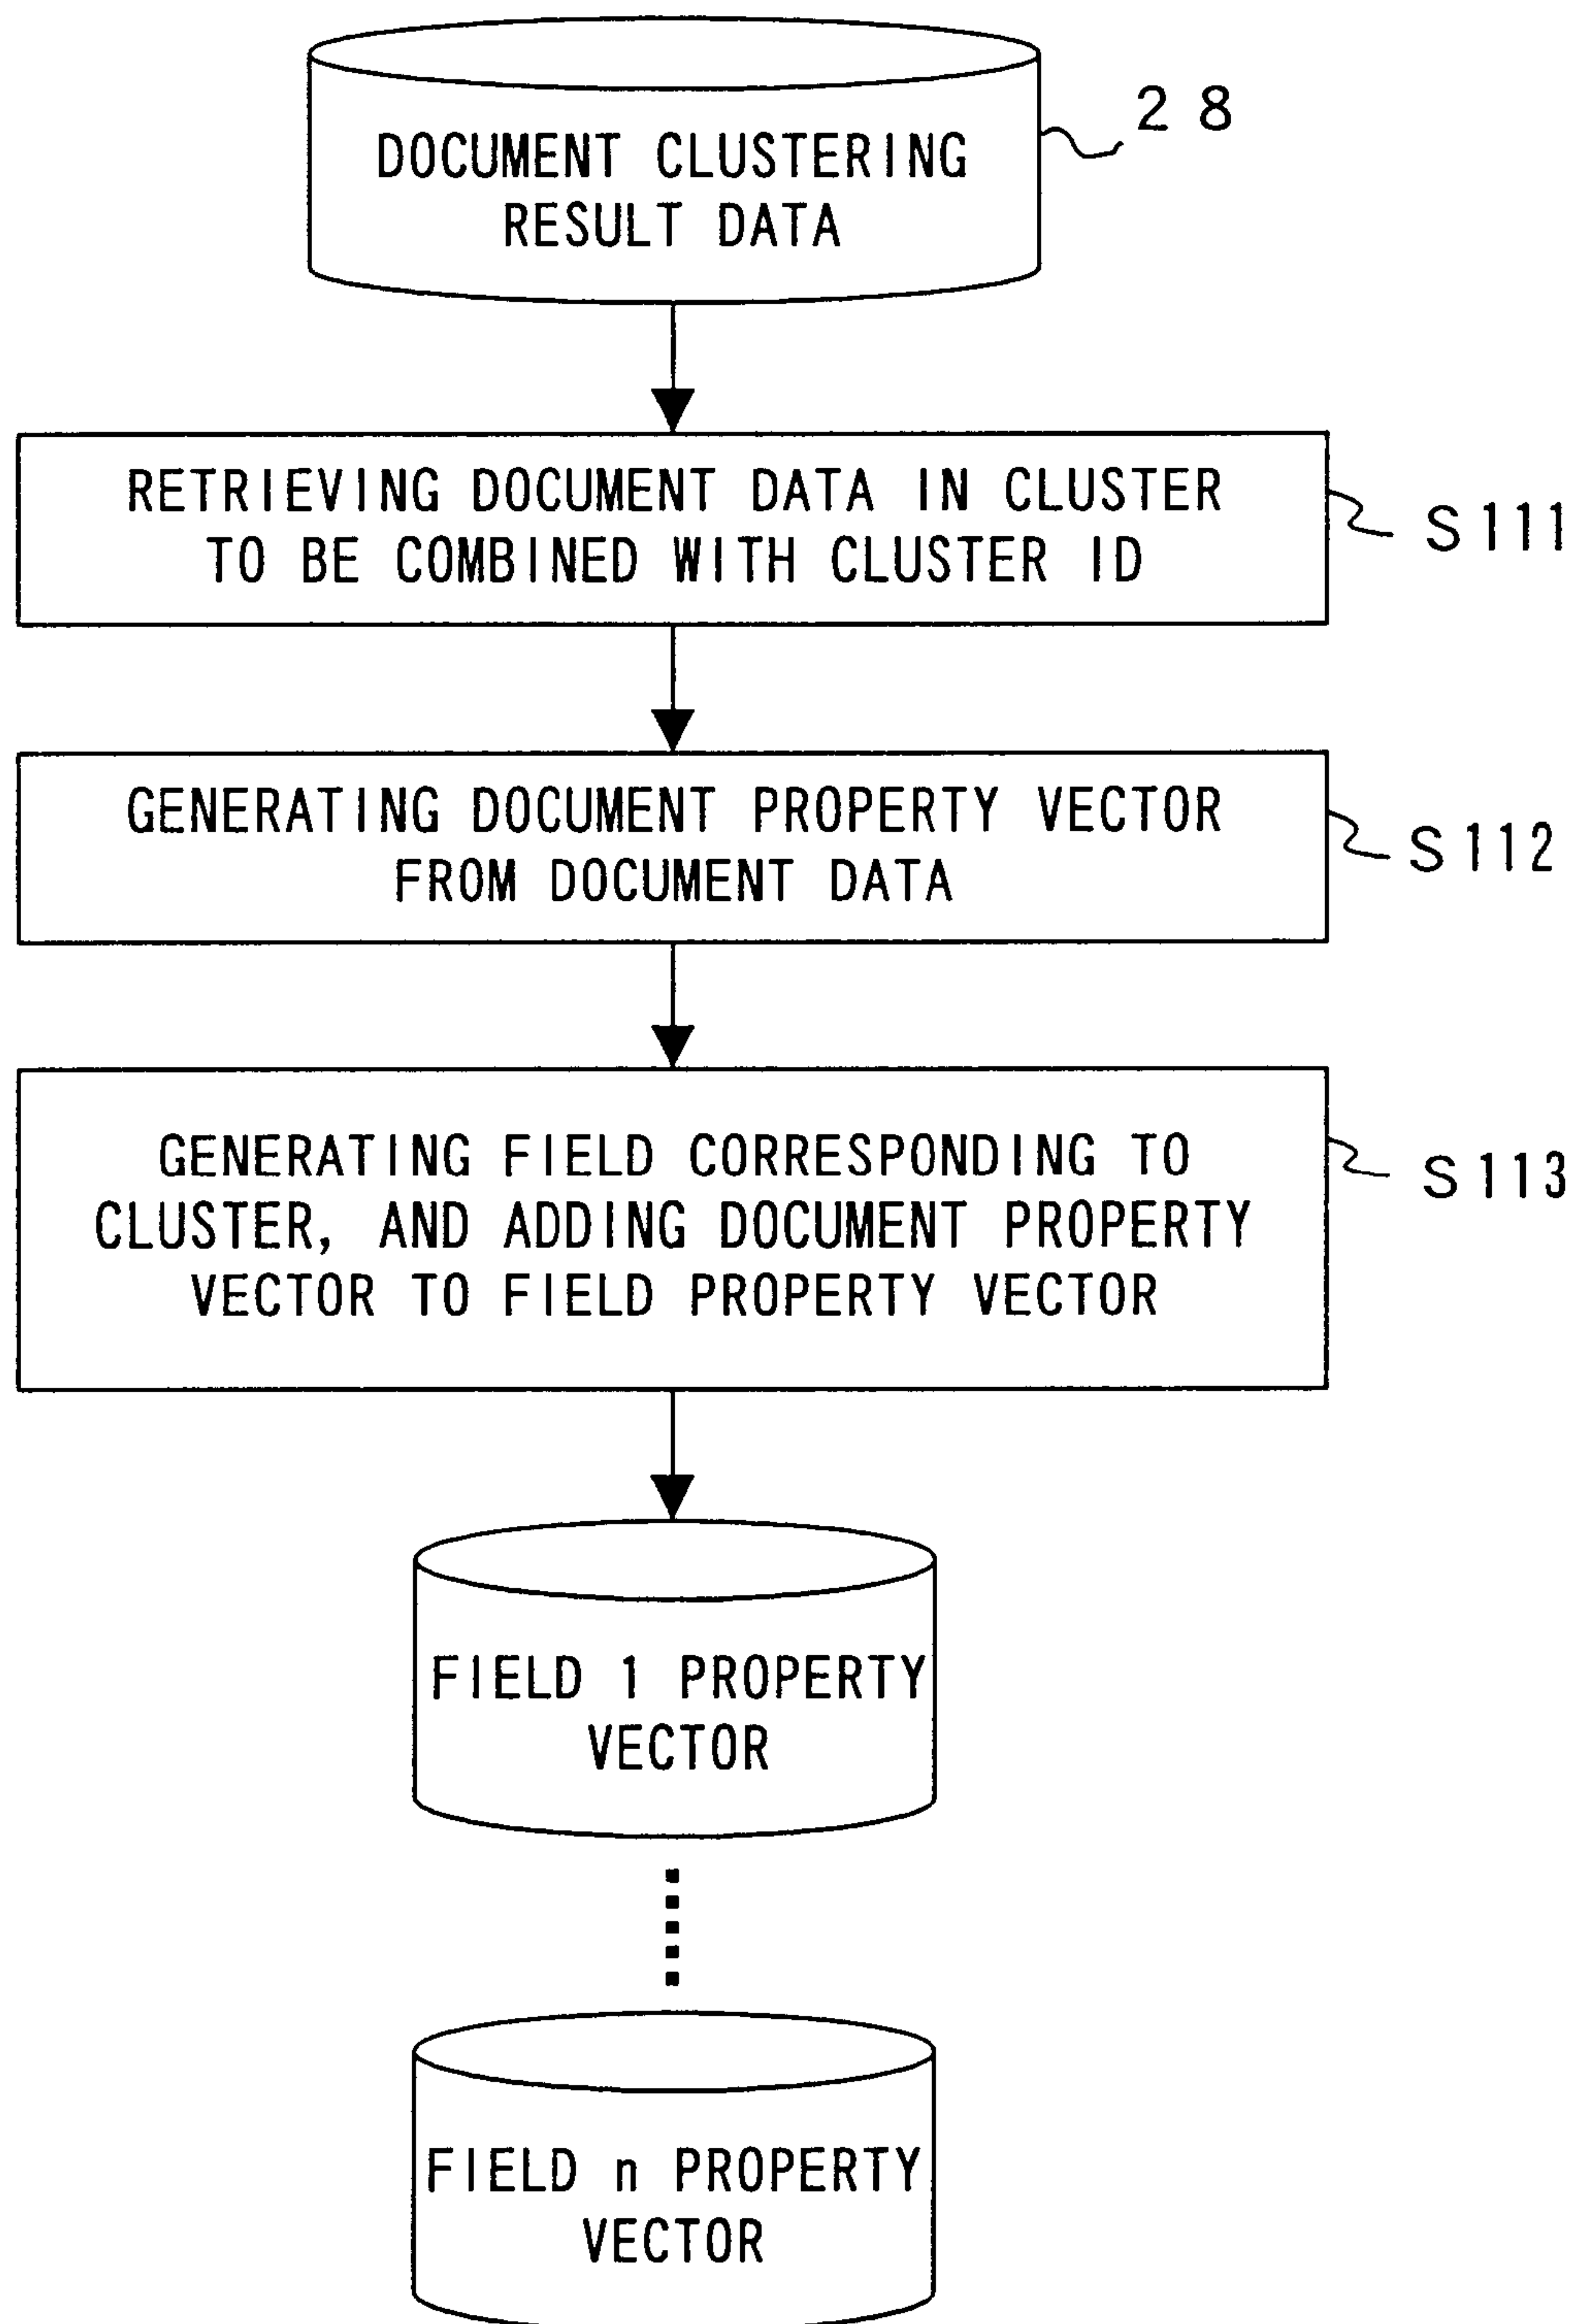 DOCUMENT CLUSTERING
RESULT DATA
28
RETRIEVING DOCUMENT DATA IN CLUSTER
TO BE COMBINED WITH CLUSTER ID
S111
GENERATING DOCUMENT PROPERTY VECTOR
FROM DOCUMENT DATA
S112
GENERATING FIELD CORRESPONDING TO
CLUSTER, AND ADDING DOCUMENT PROPERTY
VECTOR TO FIELD PROPERTY VECTOR
S113
FIELD 1 PROPERTY
VECTOR
FIELD n PROPERTY
VECTOR